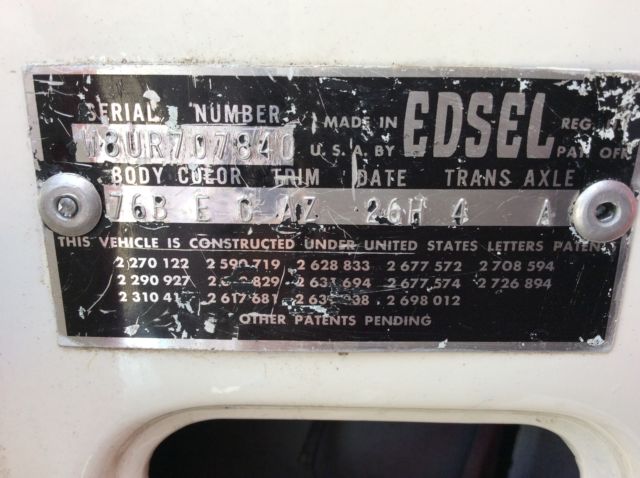 SERIAL NUMBER
W8UR707840
MADE IN
U.S.A BY
EDSEL
REG.
PAT OFF
BODY COLOR TRIM DATE TRANS AXLE
76B E AZ 26H 4 A
THIS VEHICLE IS CONSTRUCTED UNDER UNITED STATES LETTERS PATENT
2 270 122 2 590 719 2 628 833 2 677 572 2 708 594
2 290 927 2 677 574 2 726 894
2 617 681 2 698 012
OTHER PATENTS PENDING